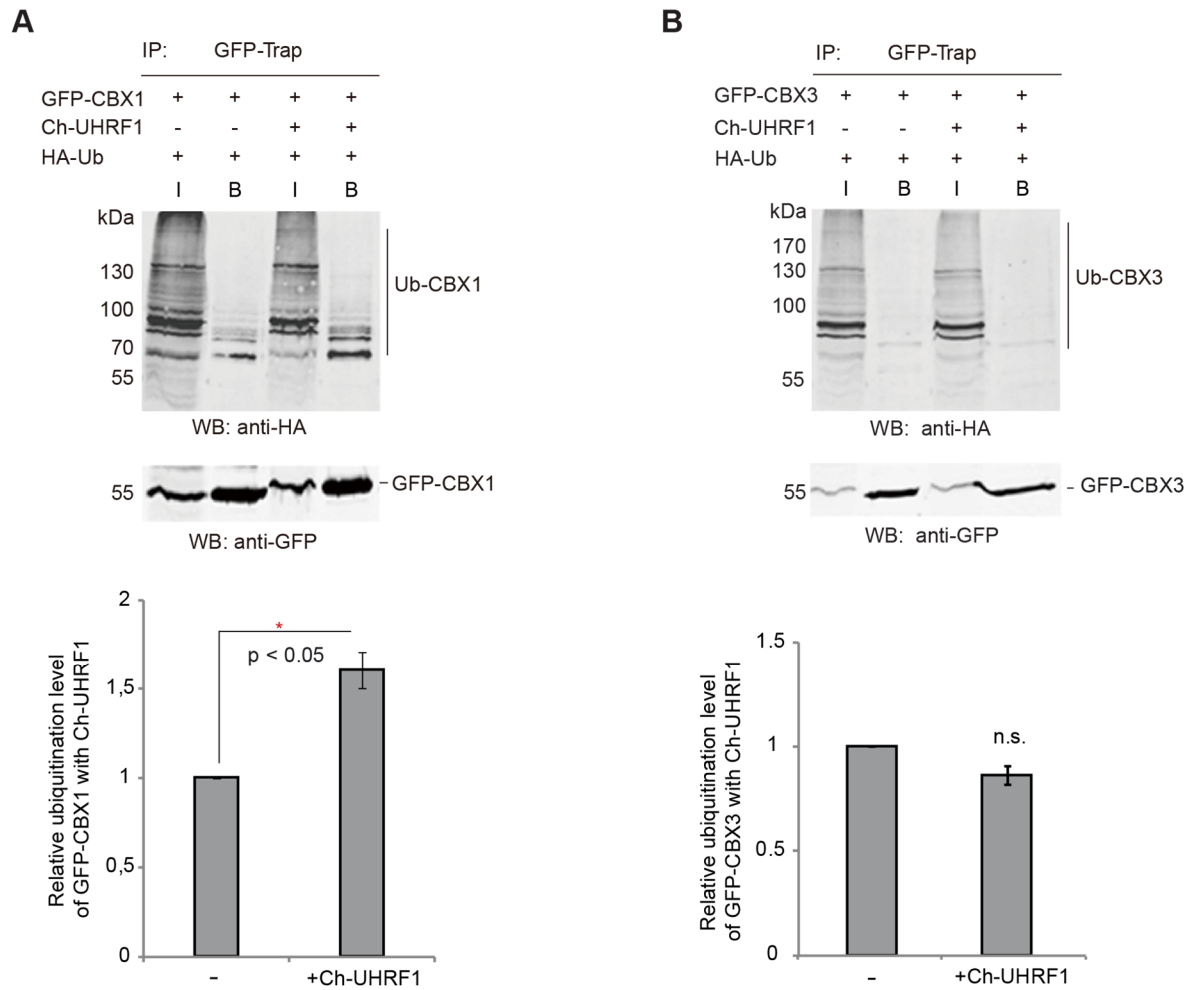 A
IP: GFP-Trap
GFP-CBX1 + + + +
Ch-UHRF1 - - + +
HA-Ub + + + +
I B I B
kDa
130
100
70
55
Ub-CBX1
WB: anti-HA
55
GFP-CBX1
WB: anti-GFP
Relative ubiquitination level
of GFP-CBX1 with Ch-UHRF1
2
1,5
1
0,5
0
*
p < 0.05
–
+Ch-UHRF1
B
IP: GFP-Trap
GFP-CBX3 + + + +
Ch-UHRF1 - - + +
HA-Ub + + + +
I B I B
kDa
170
130
100
55
Ub-CBX3
WB: anti-HA
55
GFP-CBX3
WB: anti-GFP
Relative ubiquitination level
of GFP-CBX3 with Ch-UHRF1
1.5
1
0.5
0
n.s.
–
+Ch-UHRF1